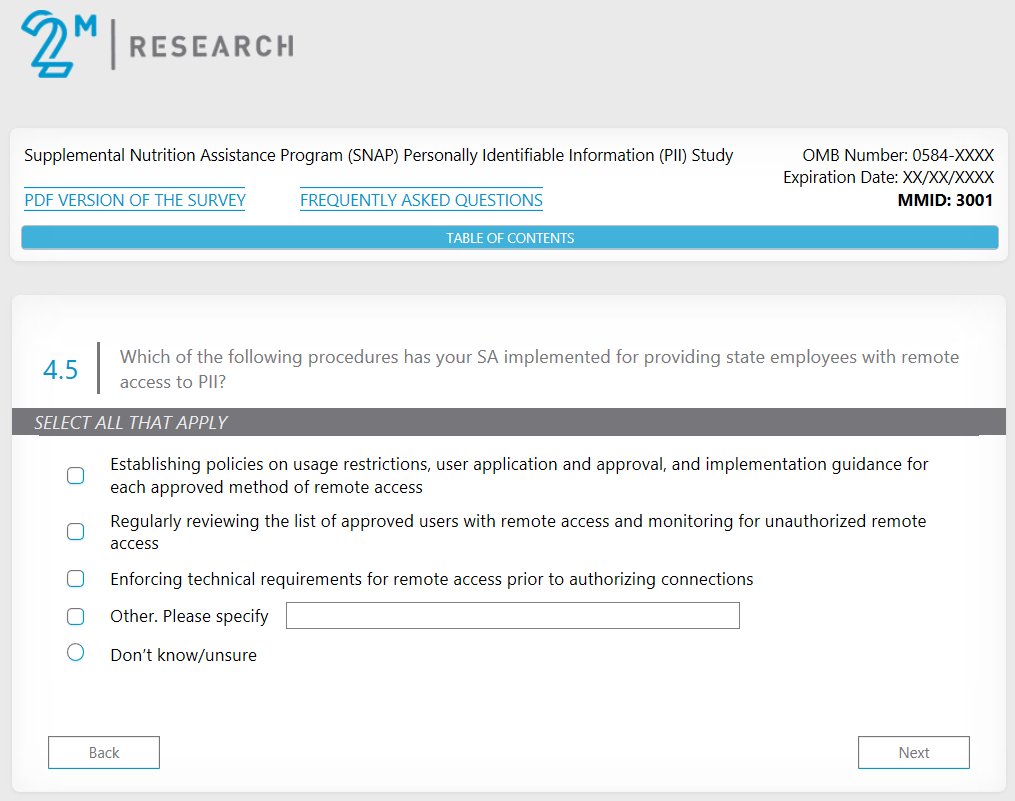 2M | RESEARCH
Supplemental Nutrition Assistance Program (SNAP) Personally Identifiable Information (PII) Study
OMB Number: 0584-XXXX
Expiration Date: XX/XX/XXXX
PDF VERSION OF THE SURVEY
FREQUENTLY ASKED QUESTIONS
MMID: 3001
TABLE OF CONTENTS
4.5
Which of the following procedures has your SA implemented for providing state employees with remote
access to PII?
SELECT ALL THAT APPLY
Establishing policies on usage restrictions, user application and approval, and implementation guidance for
each approved method of remote access
Regularly reviewing the list of approved users with remote access and monitoring for unauthorized remote
access
Enforcing technical requirements for remote access prior to authorizing connections
Other. Please specify
Don’t know/unsure
Back
Next